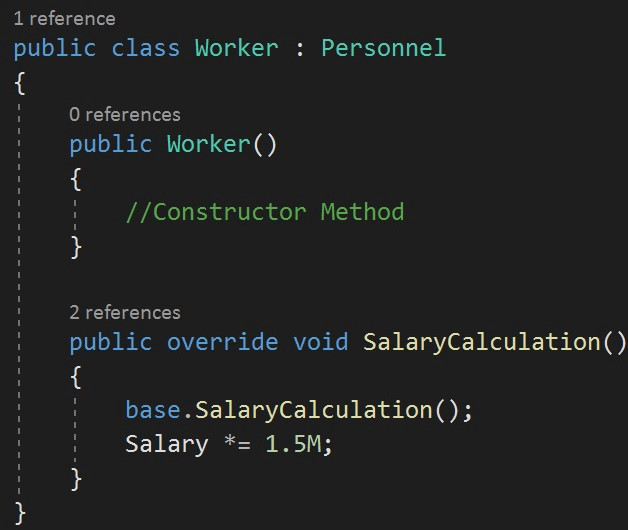 1 reference
public class Worker : Personnel
{
0 references
public Worker()
{
//Constructor Method
}
2 references
public override void SalaryCalculation()
{
base.SalaryCalculation();
Salary *= 1.5M;
}
}